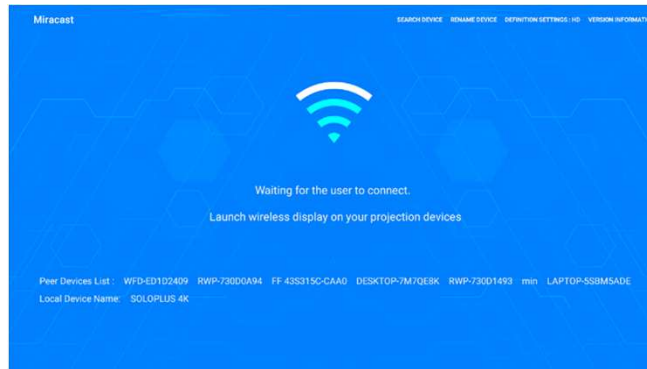 Miracast
SEARCH DEVICE RENAME DEVICE DEFINITION SETTINGS : HD VERSION INFORMATI
Waiting for the user to connect.
Launch wireless display on your projection devices
Peer Devices List : WFD-ED1D2409 RWP-730D0A94 FF 43S315C-CAA0 DESKTOP-7M7QE8K RWP-730D1493 min LAPTOP-5SBM5ADE
Local Device Name: SOLOPLUS 4K